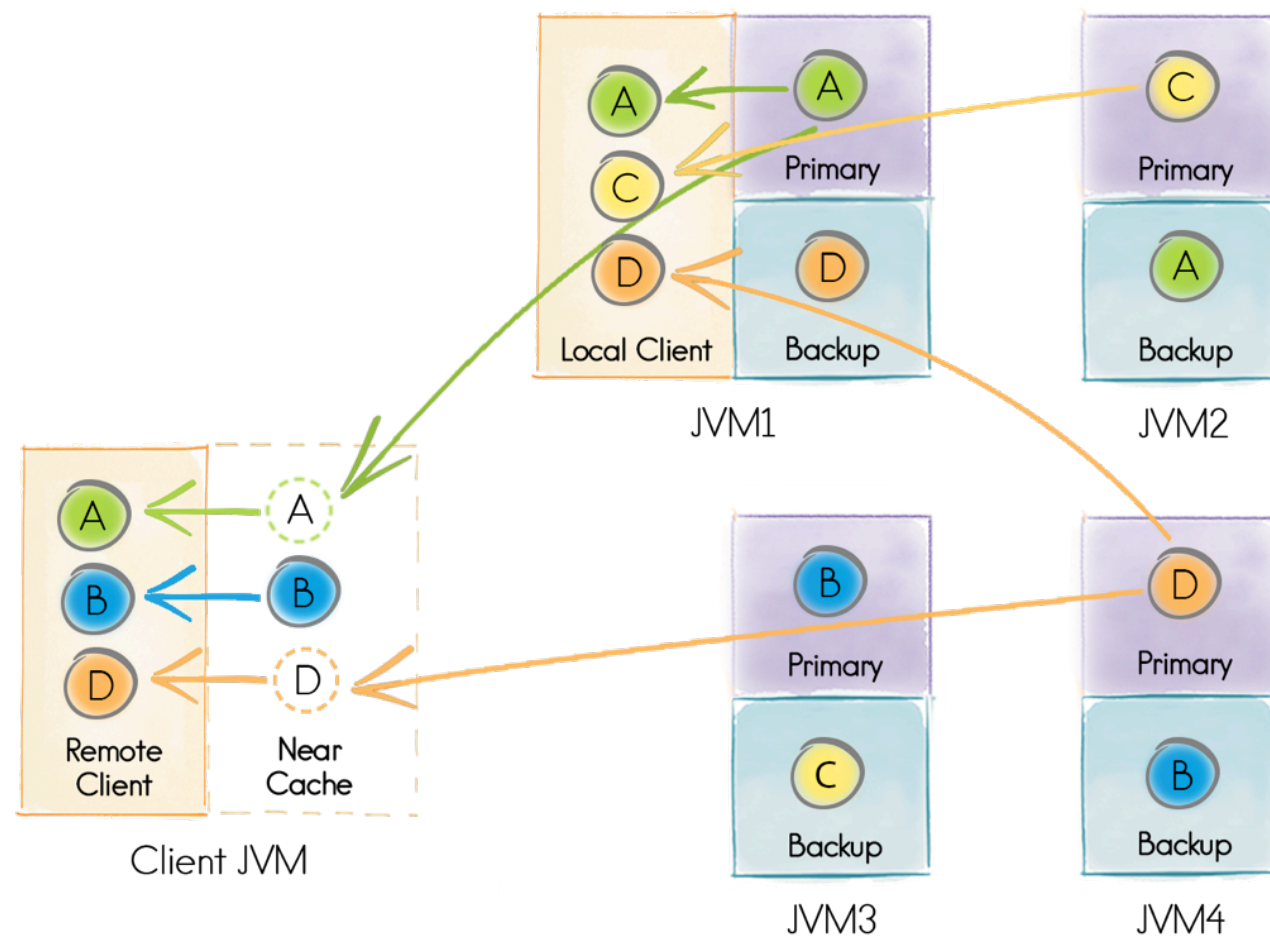 A
A
C
C
Primary
Primary
D
D
A
Local Client
Backup
Backup
JVM1
JVM2
A
A
B
B
D
D
Remote
Client
Near
Cache
Client JVM
B
D
Primary
Primary
C
B
Backup
Backup
JVM3
JVM4